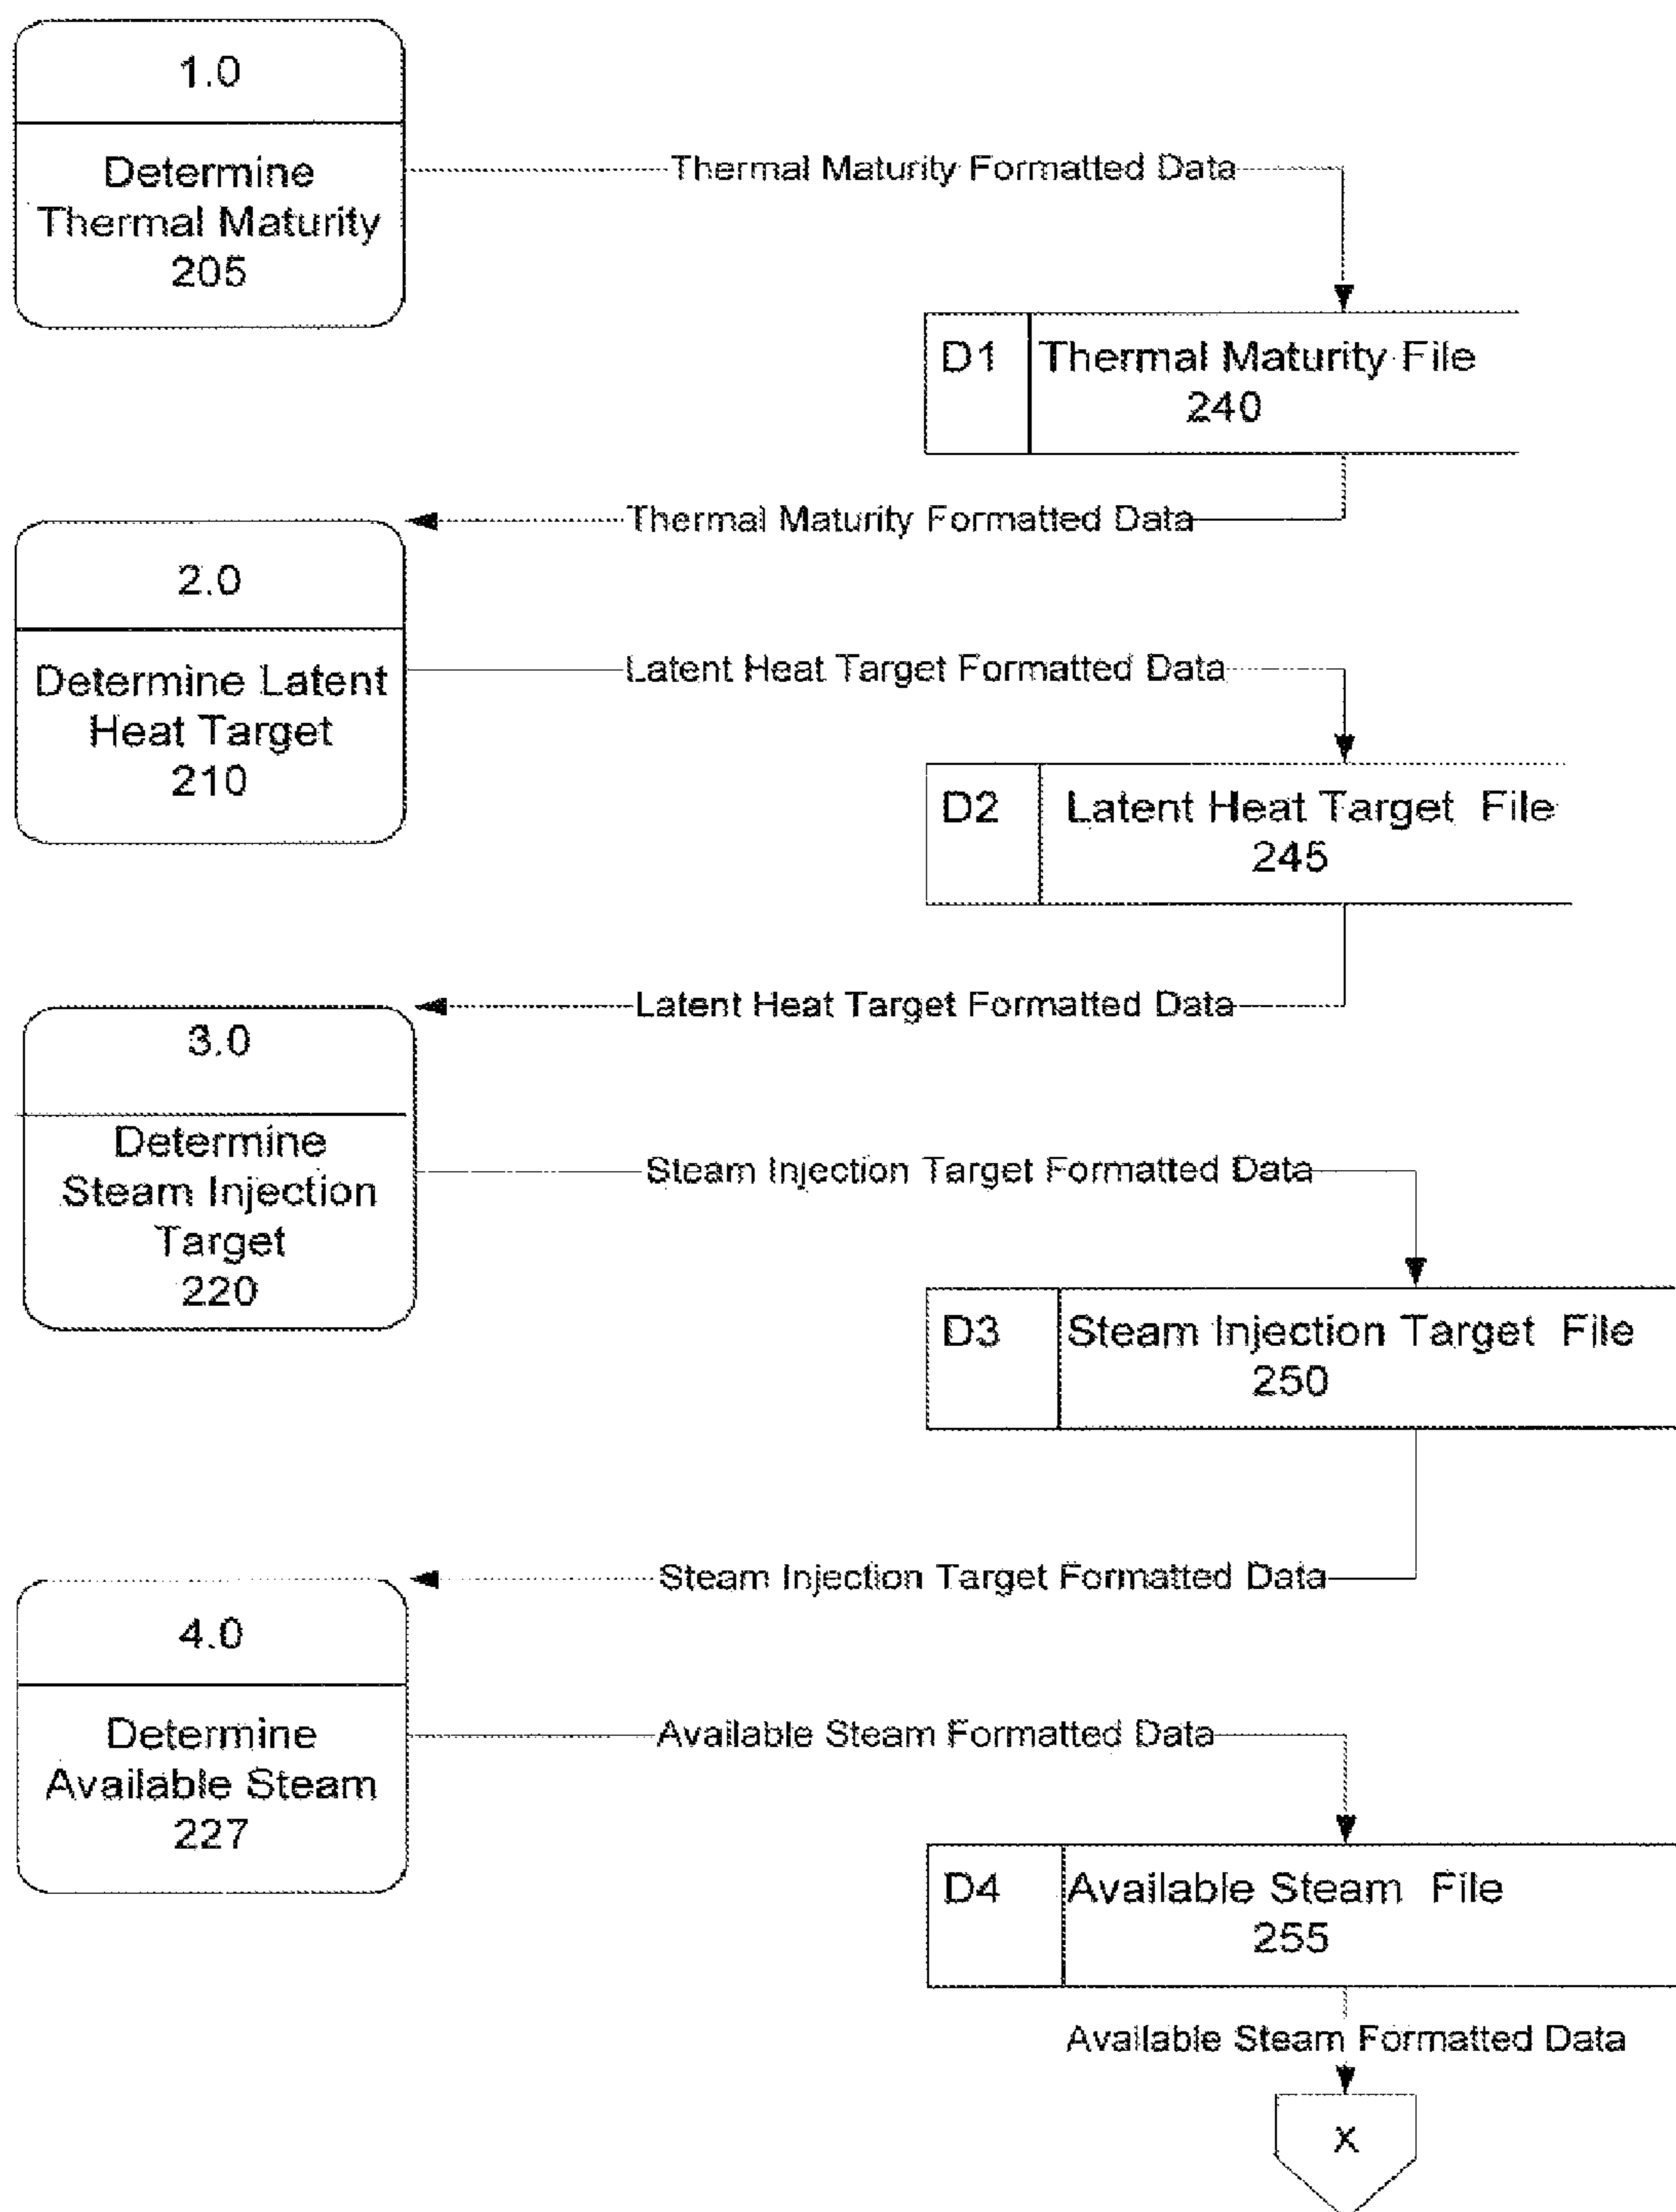 1.0
Determine
Thermal Maturity
205
Thermal Maturity Formatted Data
D1
Thermal Maturity File
240
Thermal Maturity Formatted Data
2.0
Determine Latent
Heat Target
210
Latent Heat Target Formatted Data
D2
Latent Heat Target File
245
Latent Heat Target Formatted Data
3.0
Determine
Steam Injection
Target
220
Steam Injection Target Formatted Data
D3
Steam Injection Target File
250
Steam Injection Target Formatted Data
4.0
Determine
Available Steam
227
Available Steam Formatted Data
D4
Available Steam File
255
Available Steam Formatted Data
X